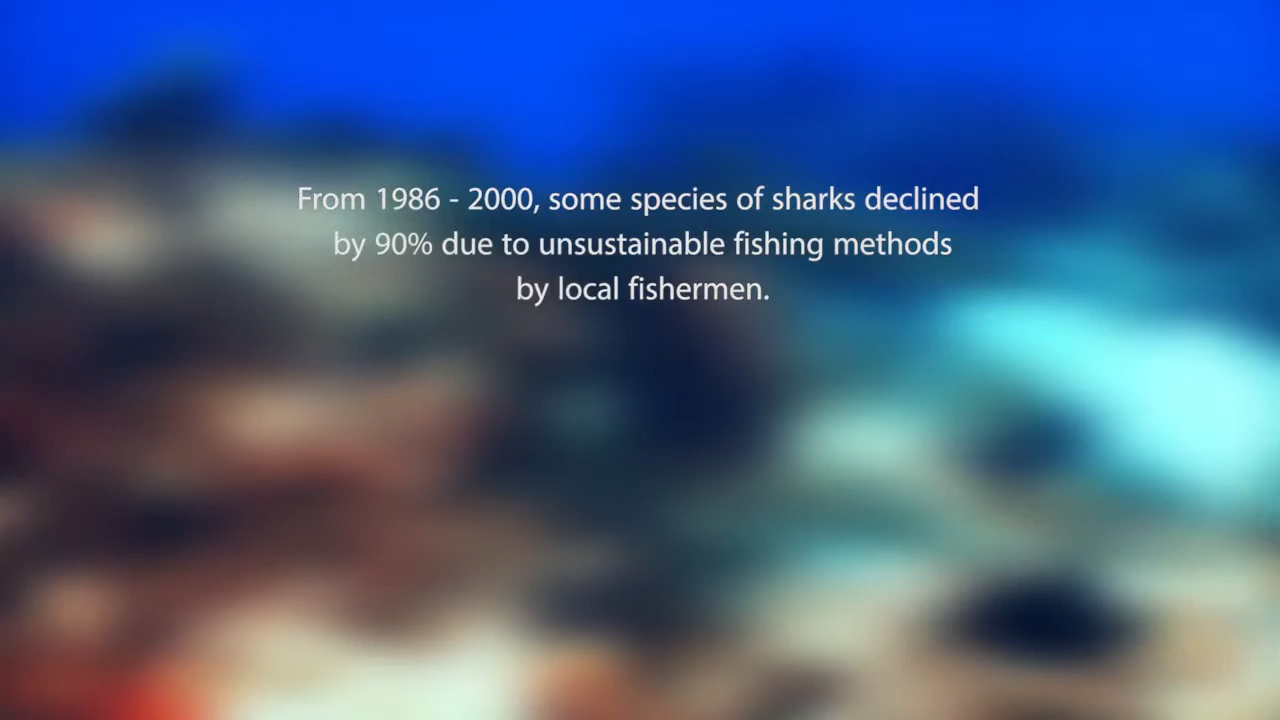 From 1986 - 2000, some species of sharks declined
by 90% due to unsustainable fishing methods
by local fishermen.